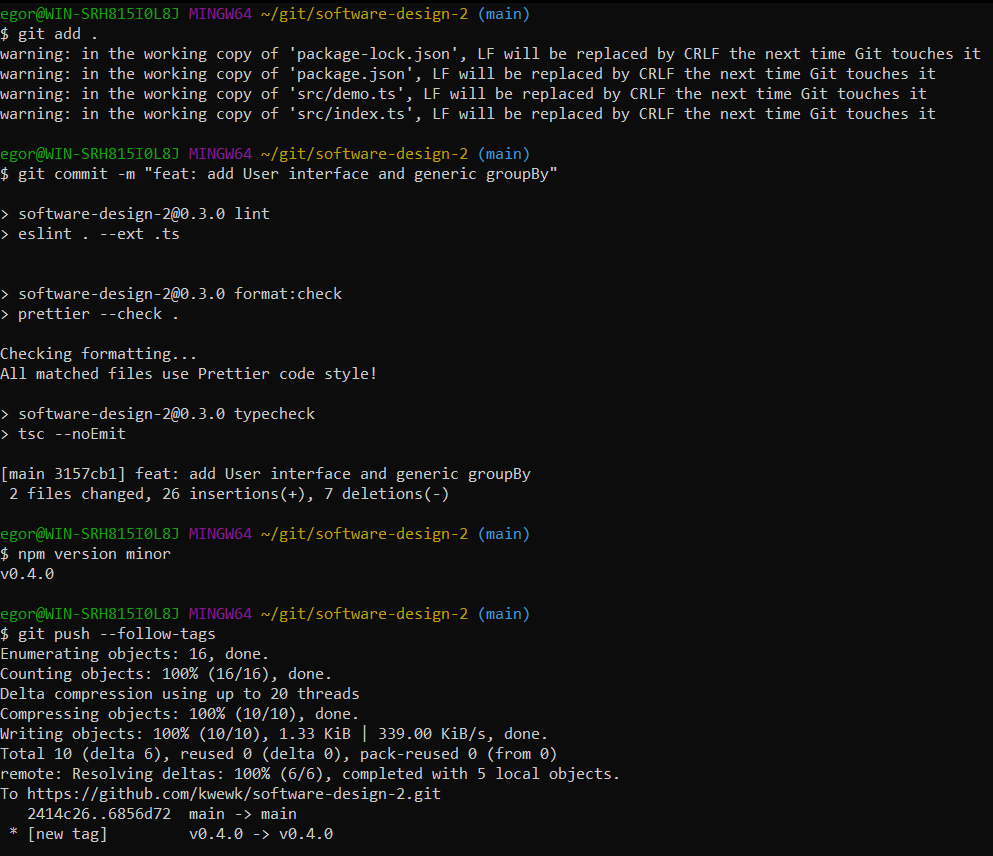 egor@WIN-SRH815I0L8J MINGW64 ~/git/software-design-2 (main)
$ git add .
warning: in the working copy of 'package-lock.json', LF will be replaced by CRLF the next time Git touches it
warning: in the working copy of 'package.json', LF will be replaced by CRLF the next time Git touches it
warning: in the working copy of 'src/demo.ts', LF will be replaced by CRLF the next time Git touches it
warning: in the working copy of 'src/index.ts', LF will be replaced by CRLF the next time Git touches it
egor@WIN-SRH815I0L8J MINGW64 ~/git/software-design-2 (main)
$ git commit -m "feat: add User interface and generic groupBy"
> software-design-2@0.3.0 lint
> eslint . --ext .ts
> software-design-2@0.3.0 format:check
> prettier --check .
Checking formatting...
All matched files use Prettier code style!
> software-design-2@0.3.0 typecheck
> tsc --noEmit
[main 3157cb1] feat: add User interface and generic groupBy
 2 files changed, 26 insertions(+), 7 deletions(-)
egor@WIN-SRH815I0L8J MINGW64 ~/git/software-design-2 (main)
$ npm version minor
v0.4.0
egor@WIN-SRH815I0L8J MINGW64 ~/git/software-design-2 (main)
$ git push --follow-tags
Enumerating objects: 16, done.
Counting objects: 100% (16/16), done.
Delta compression using up to 20 threads
Compressing objects: 100% (10/10), done.
Writing objects: 100% (10/10), 1.33 KiB | 339.00 KiB/s, done.
Total 10 (delta 6), reused 0 (delta 0), pack-reused 0 (from 0)
remote: Resolving deltas: 100% (6/6), completed with 5 local objects.
To https://github.com/kwewk/software-design-2.git
   2414c26..6856d72  main -> main
 * [new tag]         v0.4.0 -> v0.4.0